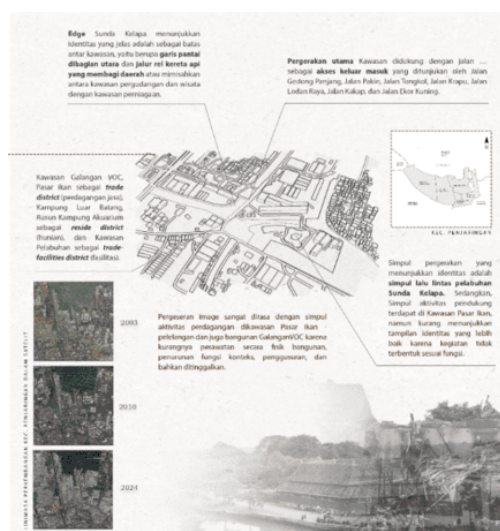 Edge Sunda Kelapa menunjukkan
identitas yang jelas adalah sebagai batas
antar kawasan, yaitu berupa garis pantai
dibagian utara dan jalur rel kereta api
yang membagi daerah atau mimisahkan
antara kawasan pergudangan dan wisata
dengan kawasan perniagaan.
Pergerakan utama Kawasan didukung dengan jalan ...
sebagai akses keluar masuk yang ditunjukan oleh Jalan
Gedong Panjang, Jalan Pakin, Jalan Tongkol, Jalan Krapu, Jalan
Lodan Raya, Jalan Kakap, dan Jalan Ekor Kuning.
Kawasan Galangan VOC,
Pasar Ikan sebagai trade
district (perdagangan jasa),
Kampung Luar Batang,
Rusun Kampung Akuarium
sebagai reside district
(hunian), dan Kawasan
Pelabuhan sebagai trade-
facilities district (fasilitas).
KEC. PENJARINGAN
Simpul pergerakan yang
menunjukkan identitas adalah
simpul lalu lintas pelabuhan
Sunda Kelapa. Sedangkan,
Simpul aktivitas pendukung
terdapat di Kawasan Pasar Ikan,
namun kurang menunjukkan
tampilan identitas yang lebih
baik karena kegiatan tidak
terbentuk sesuai fungsi.
Pergeseran image sangat dirasa dengan simpul
aktivitas perdagangan dikawasan Pasar Ikan
pelelongan dan juga bangunan GalanganVOC karena
kurangnya perawatan secara fisik bangunan,
penurunan fungsi konteks, penggusuran, dan
bahkan ditinggalkan.
2003
2010
2024
PERKEMBANGAN KEC. PENJARINGAN DALAM SATELIT